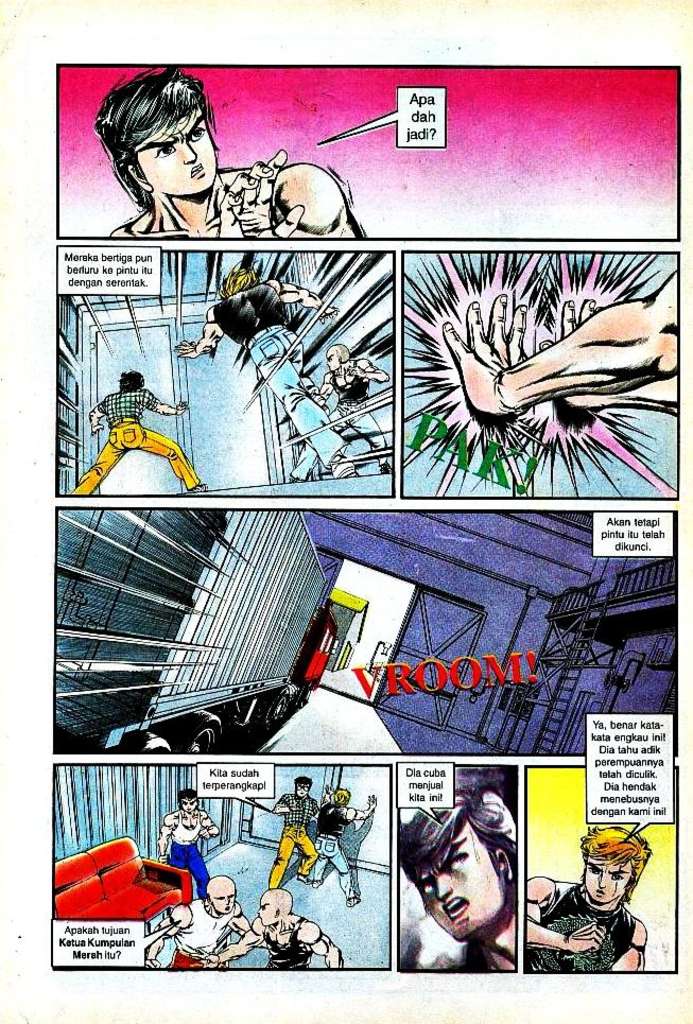 Apa
dah
jadi?
Mereka bertiga pun
berluru ke pintu itu
dengan serentak.
PAK!
Akan tetapi
pintu itu telah
dikunci.
VROOM!
Kita sudah
terperangkap!
Apakah tujuan
Ketua Kumpulan
Merah itu?
Dia cuba
menjual
kita ini!
Ya, benar kata-
kata engkau ini!
Dia tahu adik
perempuannya
telah diculik.
Dia hendak
menebusnya
dengan kami ini!